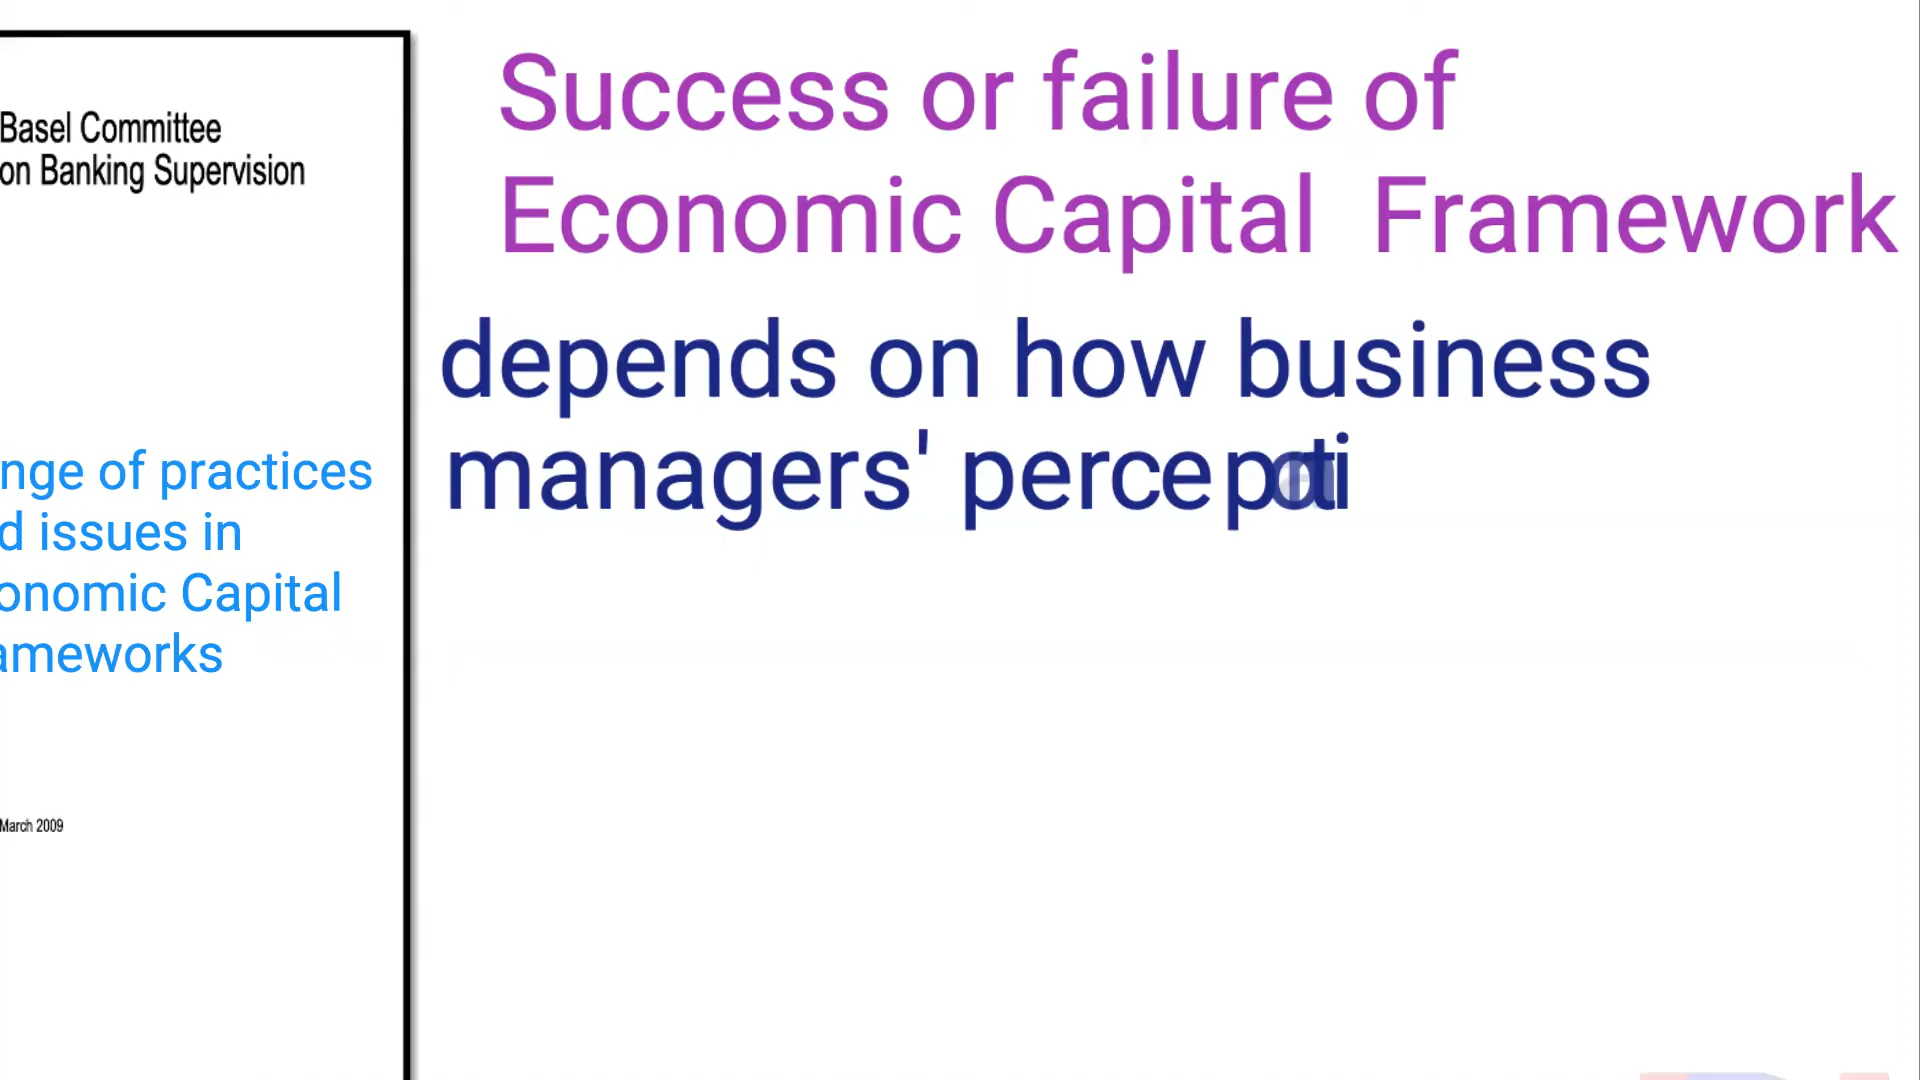 Basel Committee
on Banking Supervision
nge of practices
d issues in
onomic Capital
ameworks
March 2009
Success or failure of
Economic Capital Framework
depends on how business
managers'